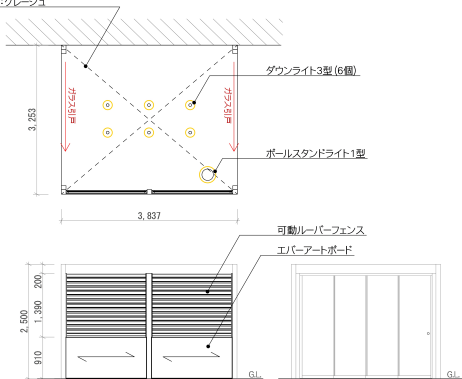 :グレージュ
ダウンライト3型(6個)
ガラス引戸
ガラス引戸
3,253
ボールスタンドライト1型
3,837
可動ルーバーフェンス
エバーアートボード
200
1,390
2,500
910
G.L.
G.L.